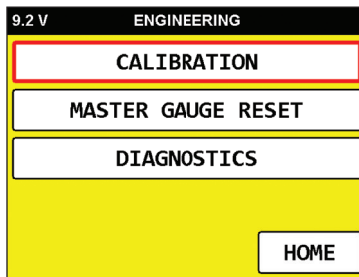 9.2 V ENGINEERING
CALIBRATION
MASTER GAUGE RESET
DIAGNOSTICS
HOME